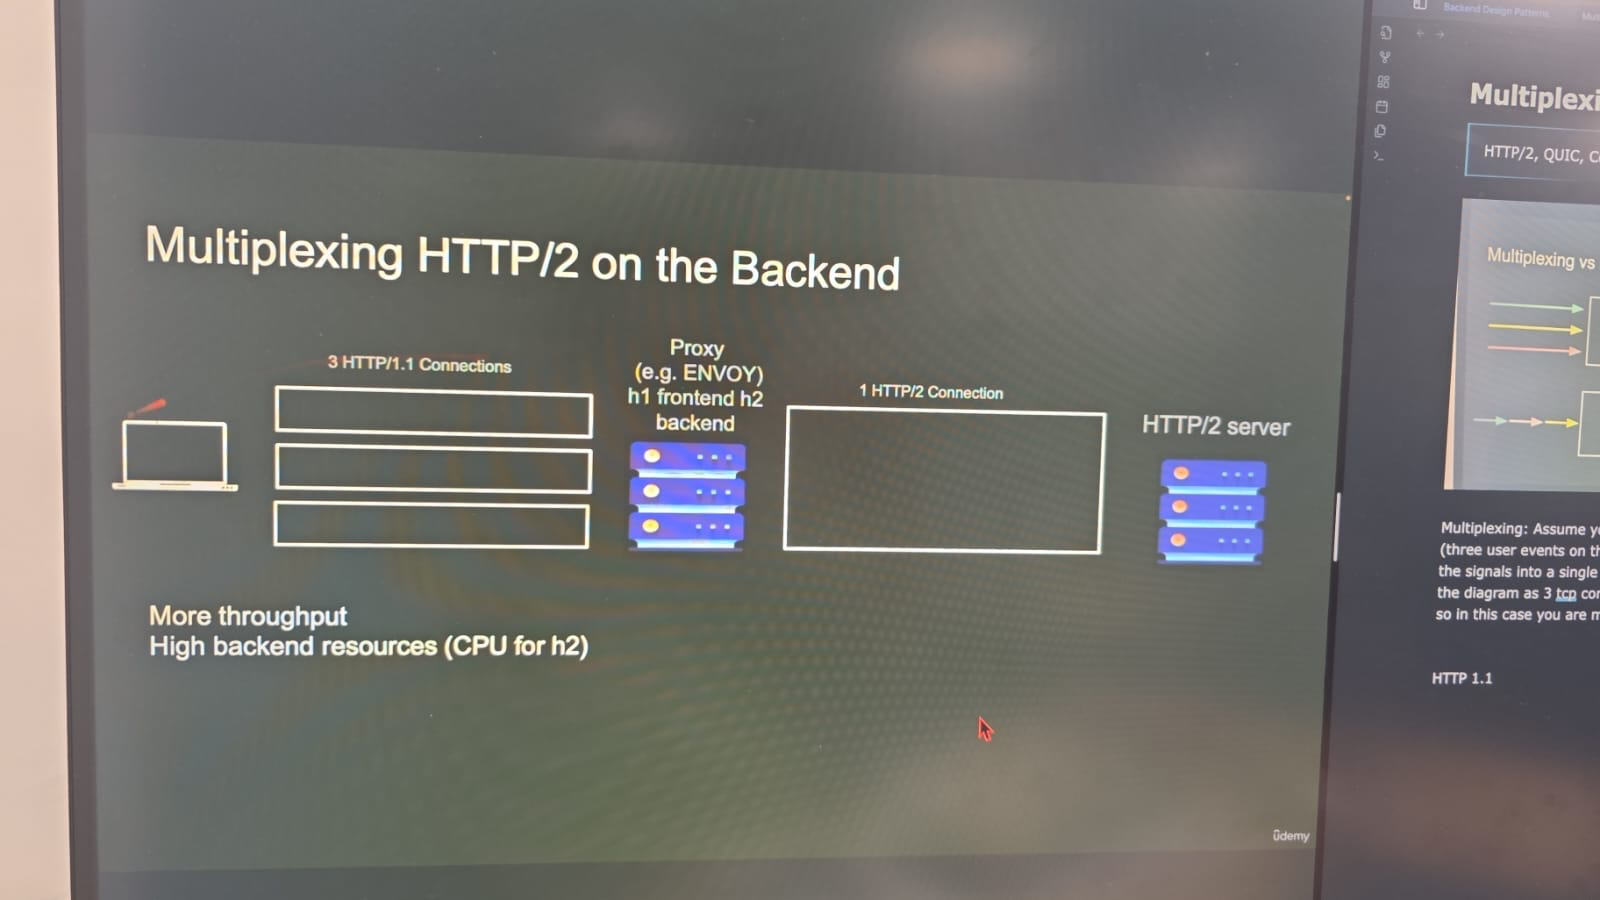 Multiplexing HTTP/2 on the Backend
3 HTTP/1.1 Connections
Proxy
(e.g. ENVOY)
h1 frontend h2
backend
1 HTTP/2 Connection
HTTP/2 server
More throughput
High backend resources (CPU for h2)
ûdemy
Backend Design Patterns
HTTP/2, QUIC,
Multiplexing vs
Multiplexing: Assume
(three user events on
the signals into a single
the diagram as 3 tcp
so in this case you are
HTTP 1.1